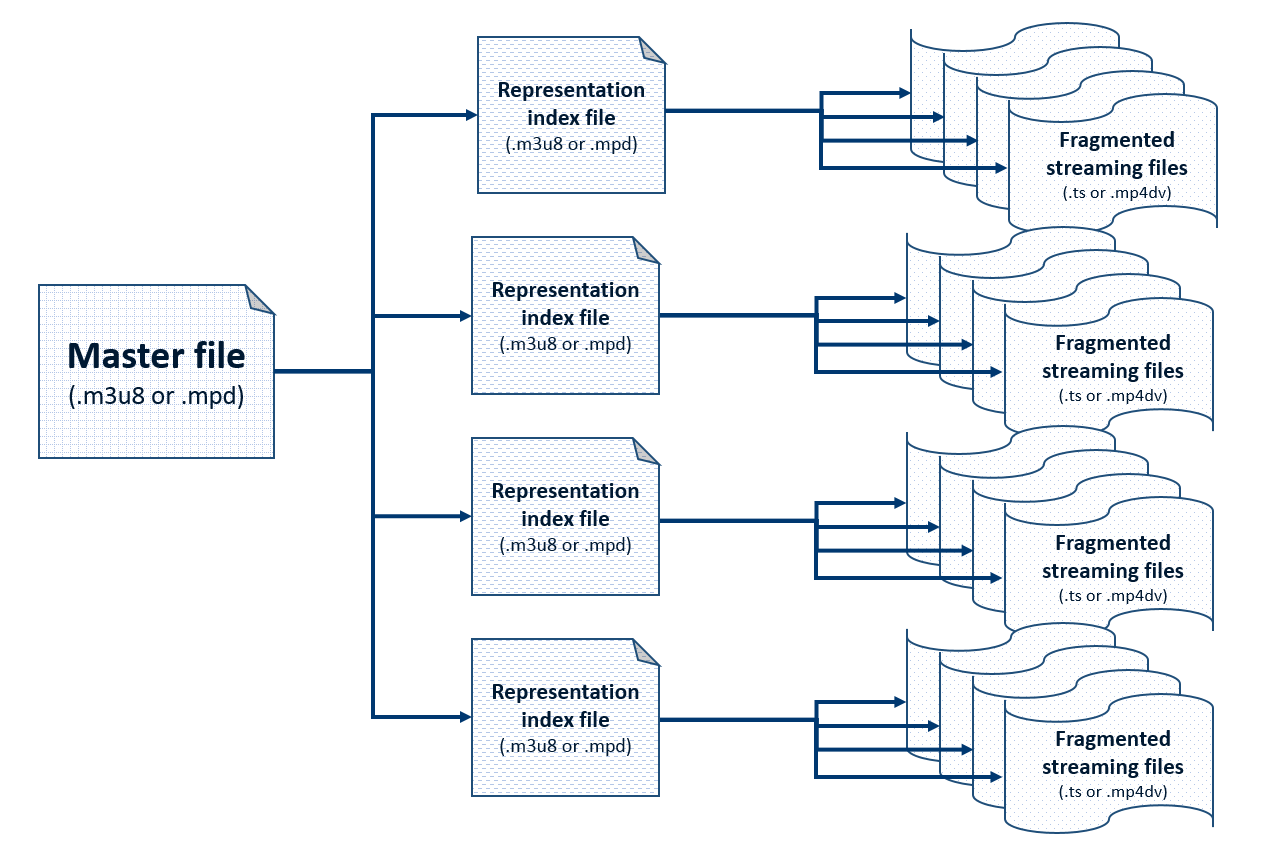 Master file
(.m3u8 or .mpd)
Representation
index file
(.m3u8 or .mpd)
Fragmented
streaming files
(.ts or .mp4dv)
Representation
index file
(.m3u8 or .mpd)
Fragmented
streaming files
(.ts or .mp4dv)
Representation
index file
(.m3u8 or .mpd)
Fragmented
streaming files
(.ts or .mp4dv)
Representation
index file
(.m3u8 or .mpd)
Fragmented
streaming files
(.ts or .mp4dv)